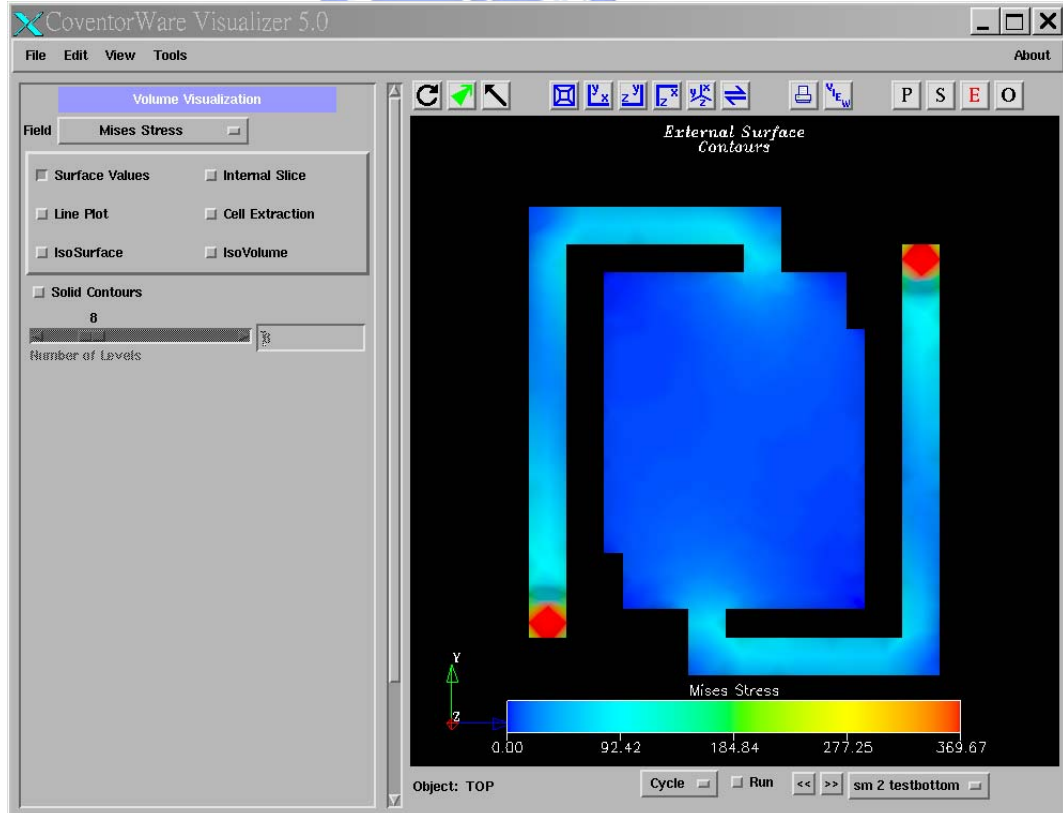 CoventorWare Visualizer 5.0
File Edit View Tools About
Volume Visualization
Field Mises Stress
Surface Values Internal Slice
Line Plot Cell Extraction
IsoSurface IsoVolume
Solid Contours
8
8
Number of Levels
P S E O
External Surface
Contours
Y
Z
Mises Stress
0.00 92.42 184.84 277.25 369.67
Object: TOP Cycle Run << >> sm 2 testbottom